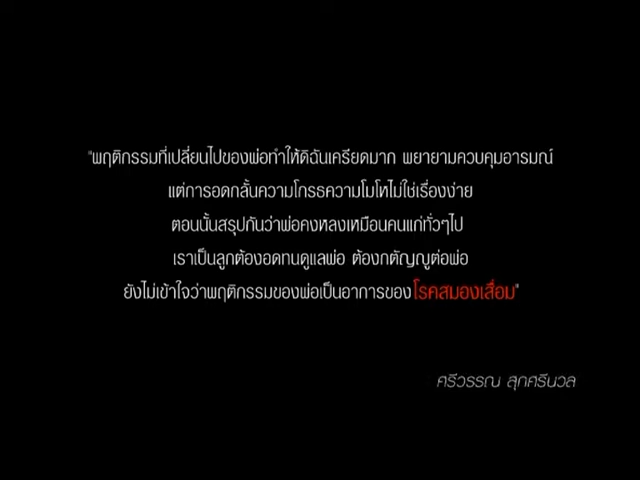 "พฤติกรรมที่เปลี่ยนไปของพ่อทำให้ดิฉันเครียดมาก พยายามควบคุมอารมณ์
แต่การอดกลั้นความโกรธความโมโหไม่ใช่เรื่องง่าย
ตอนนั้นสรุปกันว่าพ่อคงหลงเหมือนคนแก่ทั่วๆไป
เราเป็นลูกต้องอดทนดูแลพ่อ ต้องกตัญญูต่อพ่อ
ยังไม่เข้าใจว่าพฤติกรรมของพ่อเป็นอาการของโรคสมองเสื่อม"
ศรีวรรณ สุกศรีนวล